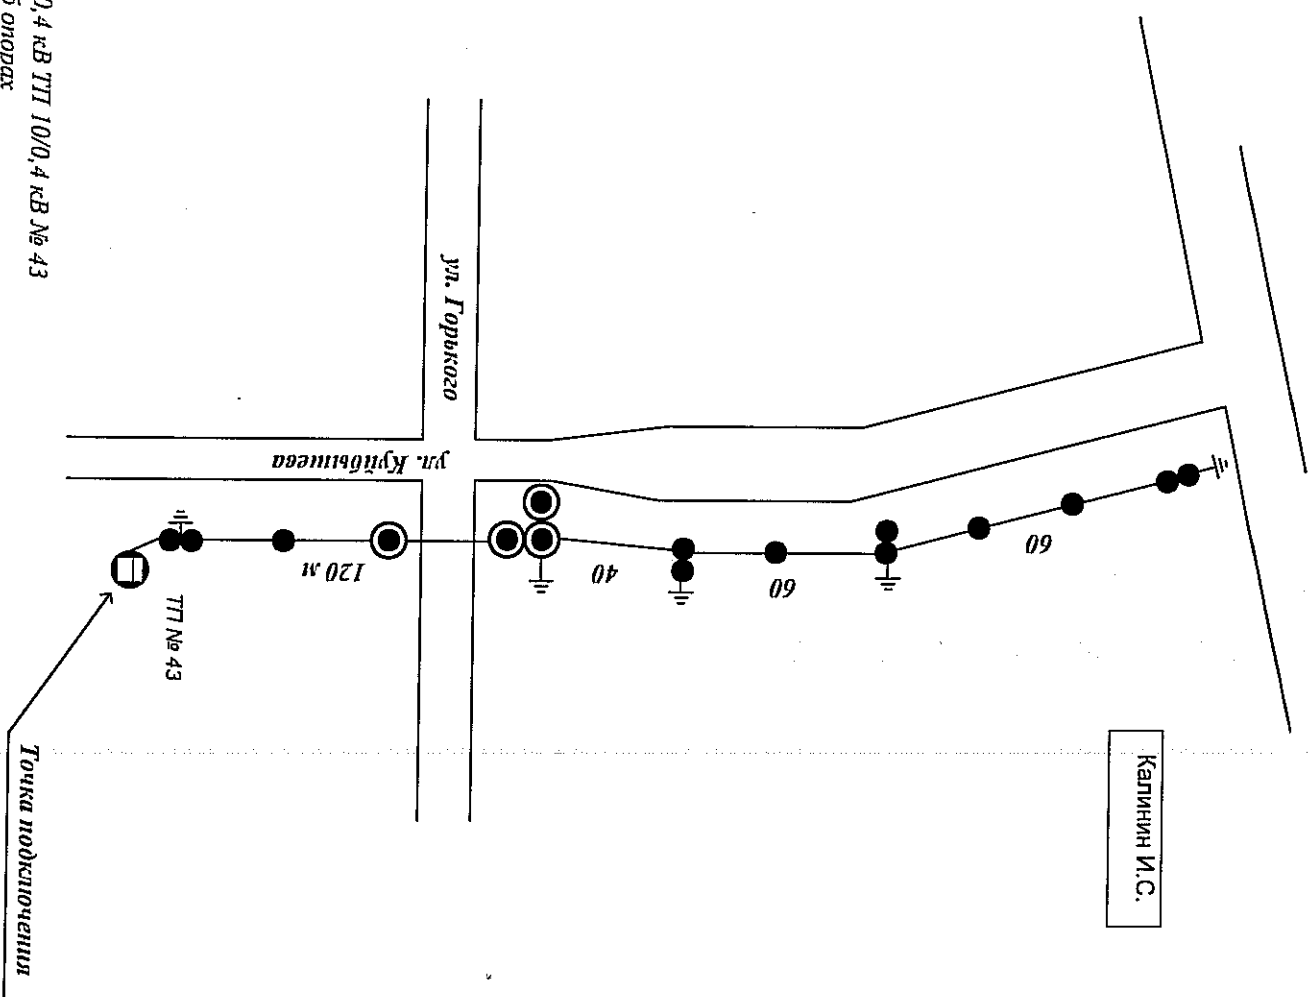 0,4 кВ ТП 10/0,4 кВ № 43
опорах
ул. Горького
ул. Куйбышева
60
60
40
120 м
ТП № 43
Калинин И.С.
Точка подключения